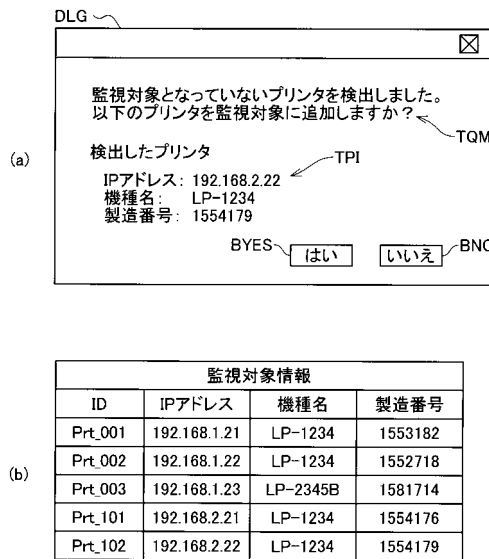 DLG
監視対象となっていないプリンタを検出しました。
以下のプリンタを監視対象に追加しますか？
TQM
(a)
検出したプリンタ
TPI
IPアドレス: 192.168.2.22
機種名: LP-1234
製造番号: 1554179
BYES
はい
いいえ
BNO
監視対象情報
ID IPアドレス 機種名 製造番号
Prt_001 192.168.1.21 LP-1234 1553182
Prt_002 192.168.1.22 LP-1234 1552718
(b)
Prt_003 192.168.1.23 LP-2345B 1581714
Prt_101 192.168.2.21 LP-1234 1554176
Prt_102 192.168.2.22 LP-1234 1554179